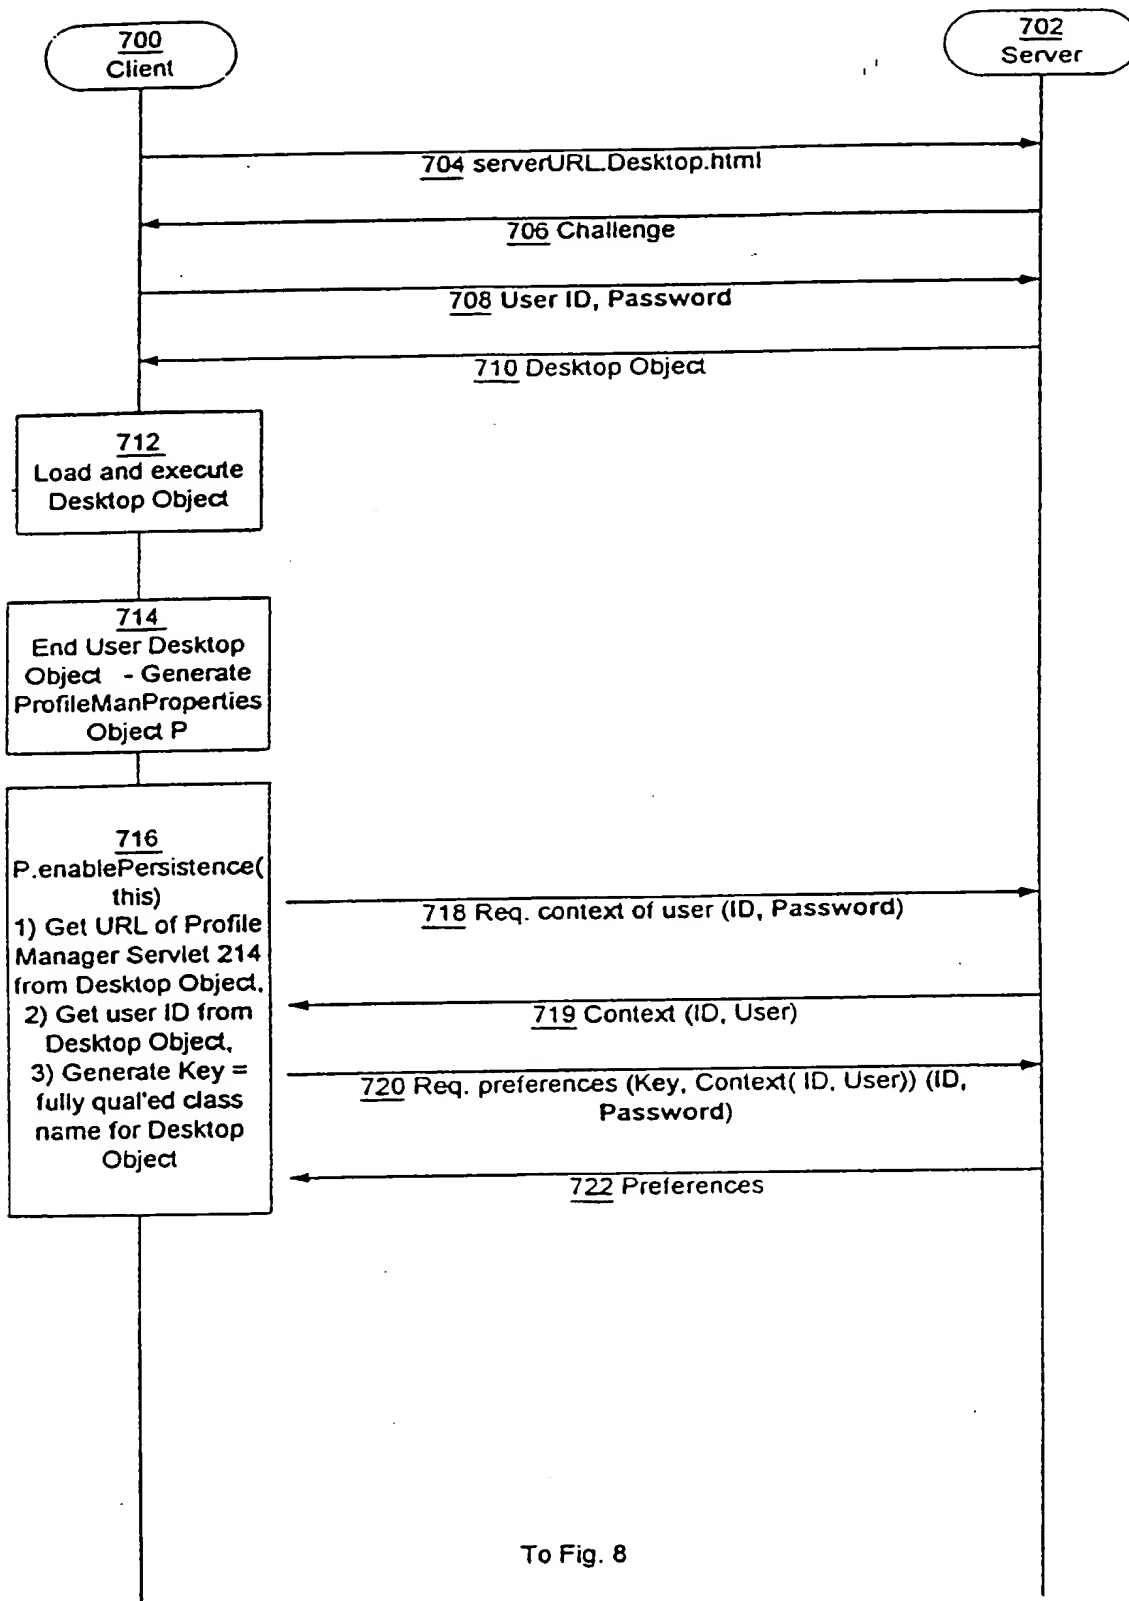 700
Client
702
Server
704 serverURL.Desktop.html
706 Challenge
708 User ID, Password
710 Desktop Object
712
Load and execute
Desktop Object
714
End User Desktop
Object - Generate
ProfileManProperties
Object P
716
P.enablePersistence(
this)
1) Get URL of Profile
Manager Servlet 214
from Desktop Object,
2) Get user ID from
Desktop Object,
3) Generate Key =
fully qual'ed class
name for Desktop
Object
718 Req. context of user (ID, Password)
719 Context (ID, User)
720 Req. preferences (Key, Context( ID, User)) (ID,
Password)
722 Preferences
To Fig. 8